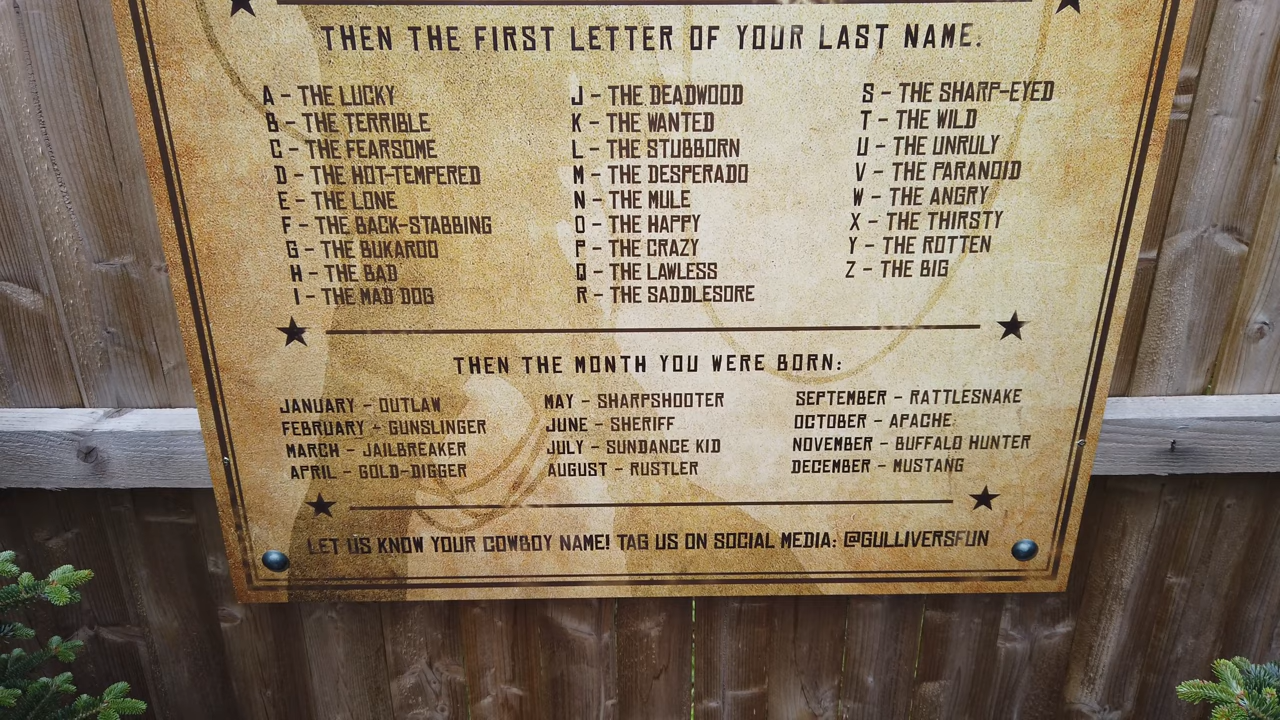 THEN THE FIRST LETTER OF YOUR LAST NAME.
A - THE LUCKY
B - THE TERRIBLE
C - THE FEARSOME
D - THE HOT-TEMPERED
E - THE LONE
F - THE BACK-STABBING
G - THE BUKAROO
H - THE BAD
I - THE MAD DOG
J - THE DEADWOOD
K - THE WANTED
L - THE STUBBORN
M - THE DESPERADO
N - THE MULE
O - THE HAPPY
P - THE CRAZY
Q - THE LAWLESS
R - THE SADDLESORE
S - THE SHARP-EYED
T - THE WILD
U - THE UNRULY
V - THE PARANOID
W - THE ANGRY
X - THE THIRSTY
Y - THE ROTTEN
Z - THE BIG
THEN THE MONTH YOU WERE BORN:
JANUARY - OUTLAW
FEBRUARY - GUNSLINGER
MARCH - JAILBREAKER
APRIL - GOLD-DIGGER
MAY - SHARPSHOOTER
JUNE - SHERIFF
JULY - SUNDANCE KID
AUGUST - RUSTLER
SEPTEMBER - RATTLESNAKE
OCTOBER - APACHE
NOVEMBER - BUFFALO HUNTER
DECEMBER - MUSTANG
LET US KNOW YOUR COWBOY NAME! TAG US ON SOCIAL MEDIA: @GULLIVERSFUN